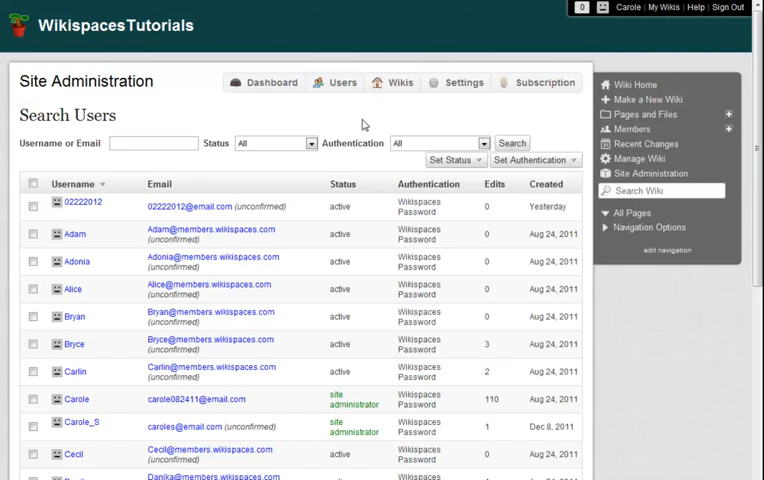 0 Carole | My Wikis | Help | Sign Out
WikispacesTutorials
Site Administration
Dashboard Users Wikis Settings Subscription
Search Users
Username or Email Status All Authentication All Search
Set Status Set Authentication
Username Email Status Authentication Edits Created
02222012 02222012@email.com (unconfirmed) active Wikispaces Password 0 Yesterday
Adam Adam@members.wikispaces.com (unconfirmed) active Wikispaces Password 0 Aug 24, 2011
Adonia Adonia@members.wikispaces.com (unconfirmed) active Wikispaces Password 0 Aug 24, 2011
Alice Alice@members.wikispaces.com (unconfirmed) active Wikispaces Password 0 Aug 24, 2011
Bryan Bryan@members.wikispaces.com (unconfirmed) active Wikispaces Password 0 Aug 24, 2011
Bryce Bryce@members.wikispaces.com (unconfirmed) active Wikispaces Password 3 Aug 24, 2011
Carlin Carlin@members.wikispaces.com (unconfirmed) active Wikispaces Password 2 Aug 24, 2011
Carole carole082411@email.com site administrator Wikispaces Password 110 Aug 24, 2011
Carole_S caroles@email.com (unconfirmed) site administrator Wikispaces Password 1 Dec 8, 2011
Cecil Cecil@members.wikispaces.com (unconfirmed) active Wikispaces Password 0 Aug 24, 2011
Danika@members.wikispaces.com Wikispaces
Wiki Home
Make a New Wiki
Pages and Files
Members
Recent Changes
Manage Wiki
Site Administration
Search Wiki
All Pages
Navigation Options
edit navigation